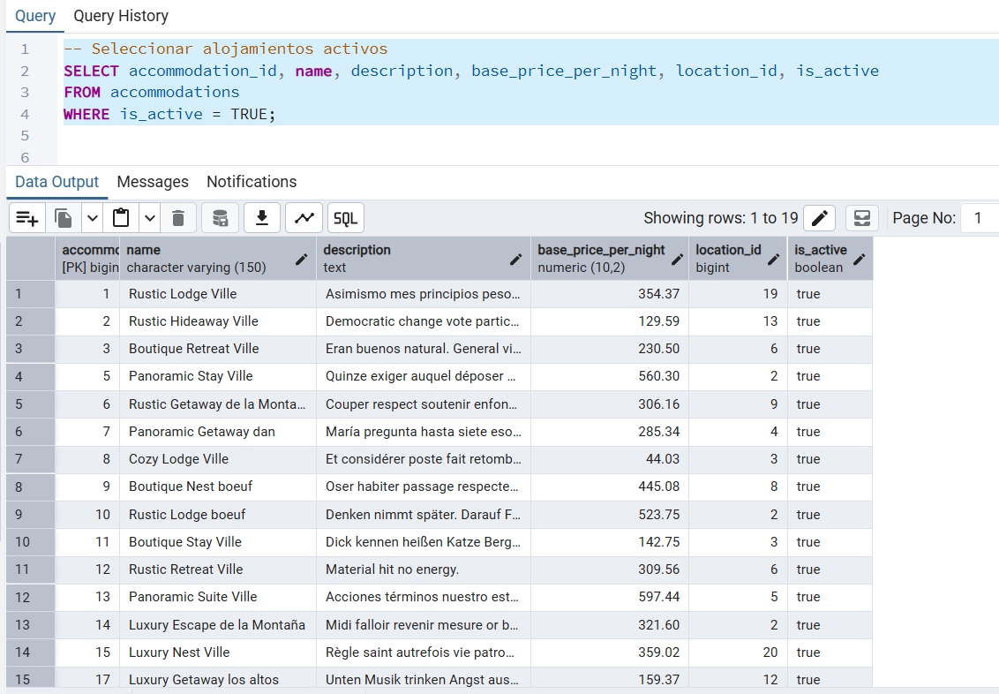 Query Query History
1 -- Seleccionar alojamientos activos
2 SELECT accommodation_id, name, description, base_price_per_night, location_id, is_active
3 FROM accommodations
4 WHERE is_active = TRUE;
5
6
Data Output Messages Notifications
SQL Showing rows: 1 to 19 Page No: 1
accommo name description base_price_per_night location_id is_active
[PK] bigin character varying (150) text numeric (10,2) bigint boolean
1 1 Rustic Lodge Ville Asimismo mes principios peso... 354.37 19 true
2 2 Rustic Hideaway Ville Democratic change vote partic... 129.59 13 true
3 3 Boutique Retreat Ville Eran buenos natural. General vi... 230.50 6 true
4 5 Panoramic Stay Ville Quinze exiger auquel déposer ... 560.30 2 true
5 6 Rustic Getaway de la Monta... Couper respect soutenir enfon... 306.16 9 true
6 7 Panoramic Getaway dan María pregunta hasta siete eso... 285.34 4 true
7 8 Cozy Lodge Ville Et considérer poste fait retomb... 44.03 3 true
8 9 Boutique Nest boeuf Oser habiter passage respecte... 445.08 8 true
9 10 Rustic Lodge boeuf Denken nimmt später. Darauf F... 523.75 2 true
10 11 Boutique Stay Ville Dick kennen heißen Katze Berg... 142.75 3 true
11 12 Rustic Retreat Ville Material hit no energy. 309.56 6 true
12 13 Panoramic Suite Ville Acciones términos nuestro est... 597.44 5 true
13 14 Luxury Escape de la Montaña Midi falloir revenir mesure or b... 321.60 2 true
14 15 Luxury Nest Ville Règle saint autrefois vie patro... 359.02 20 true
15 17 Luxury Getaway los altos Unten Musik trinken Angst aus... 159.37 12 true